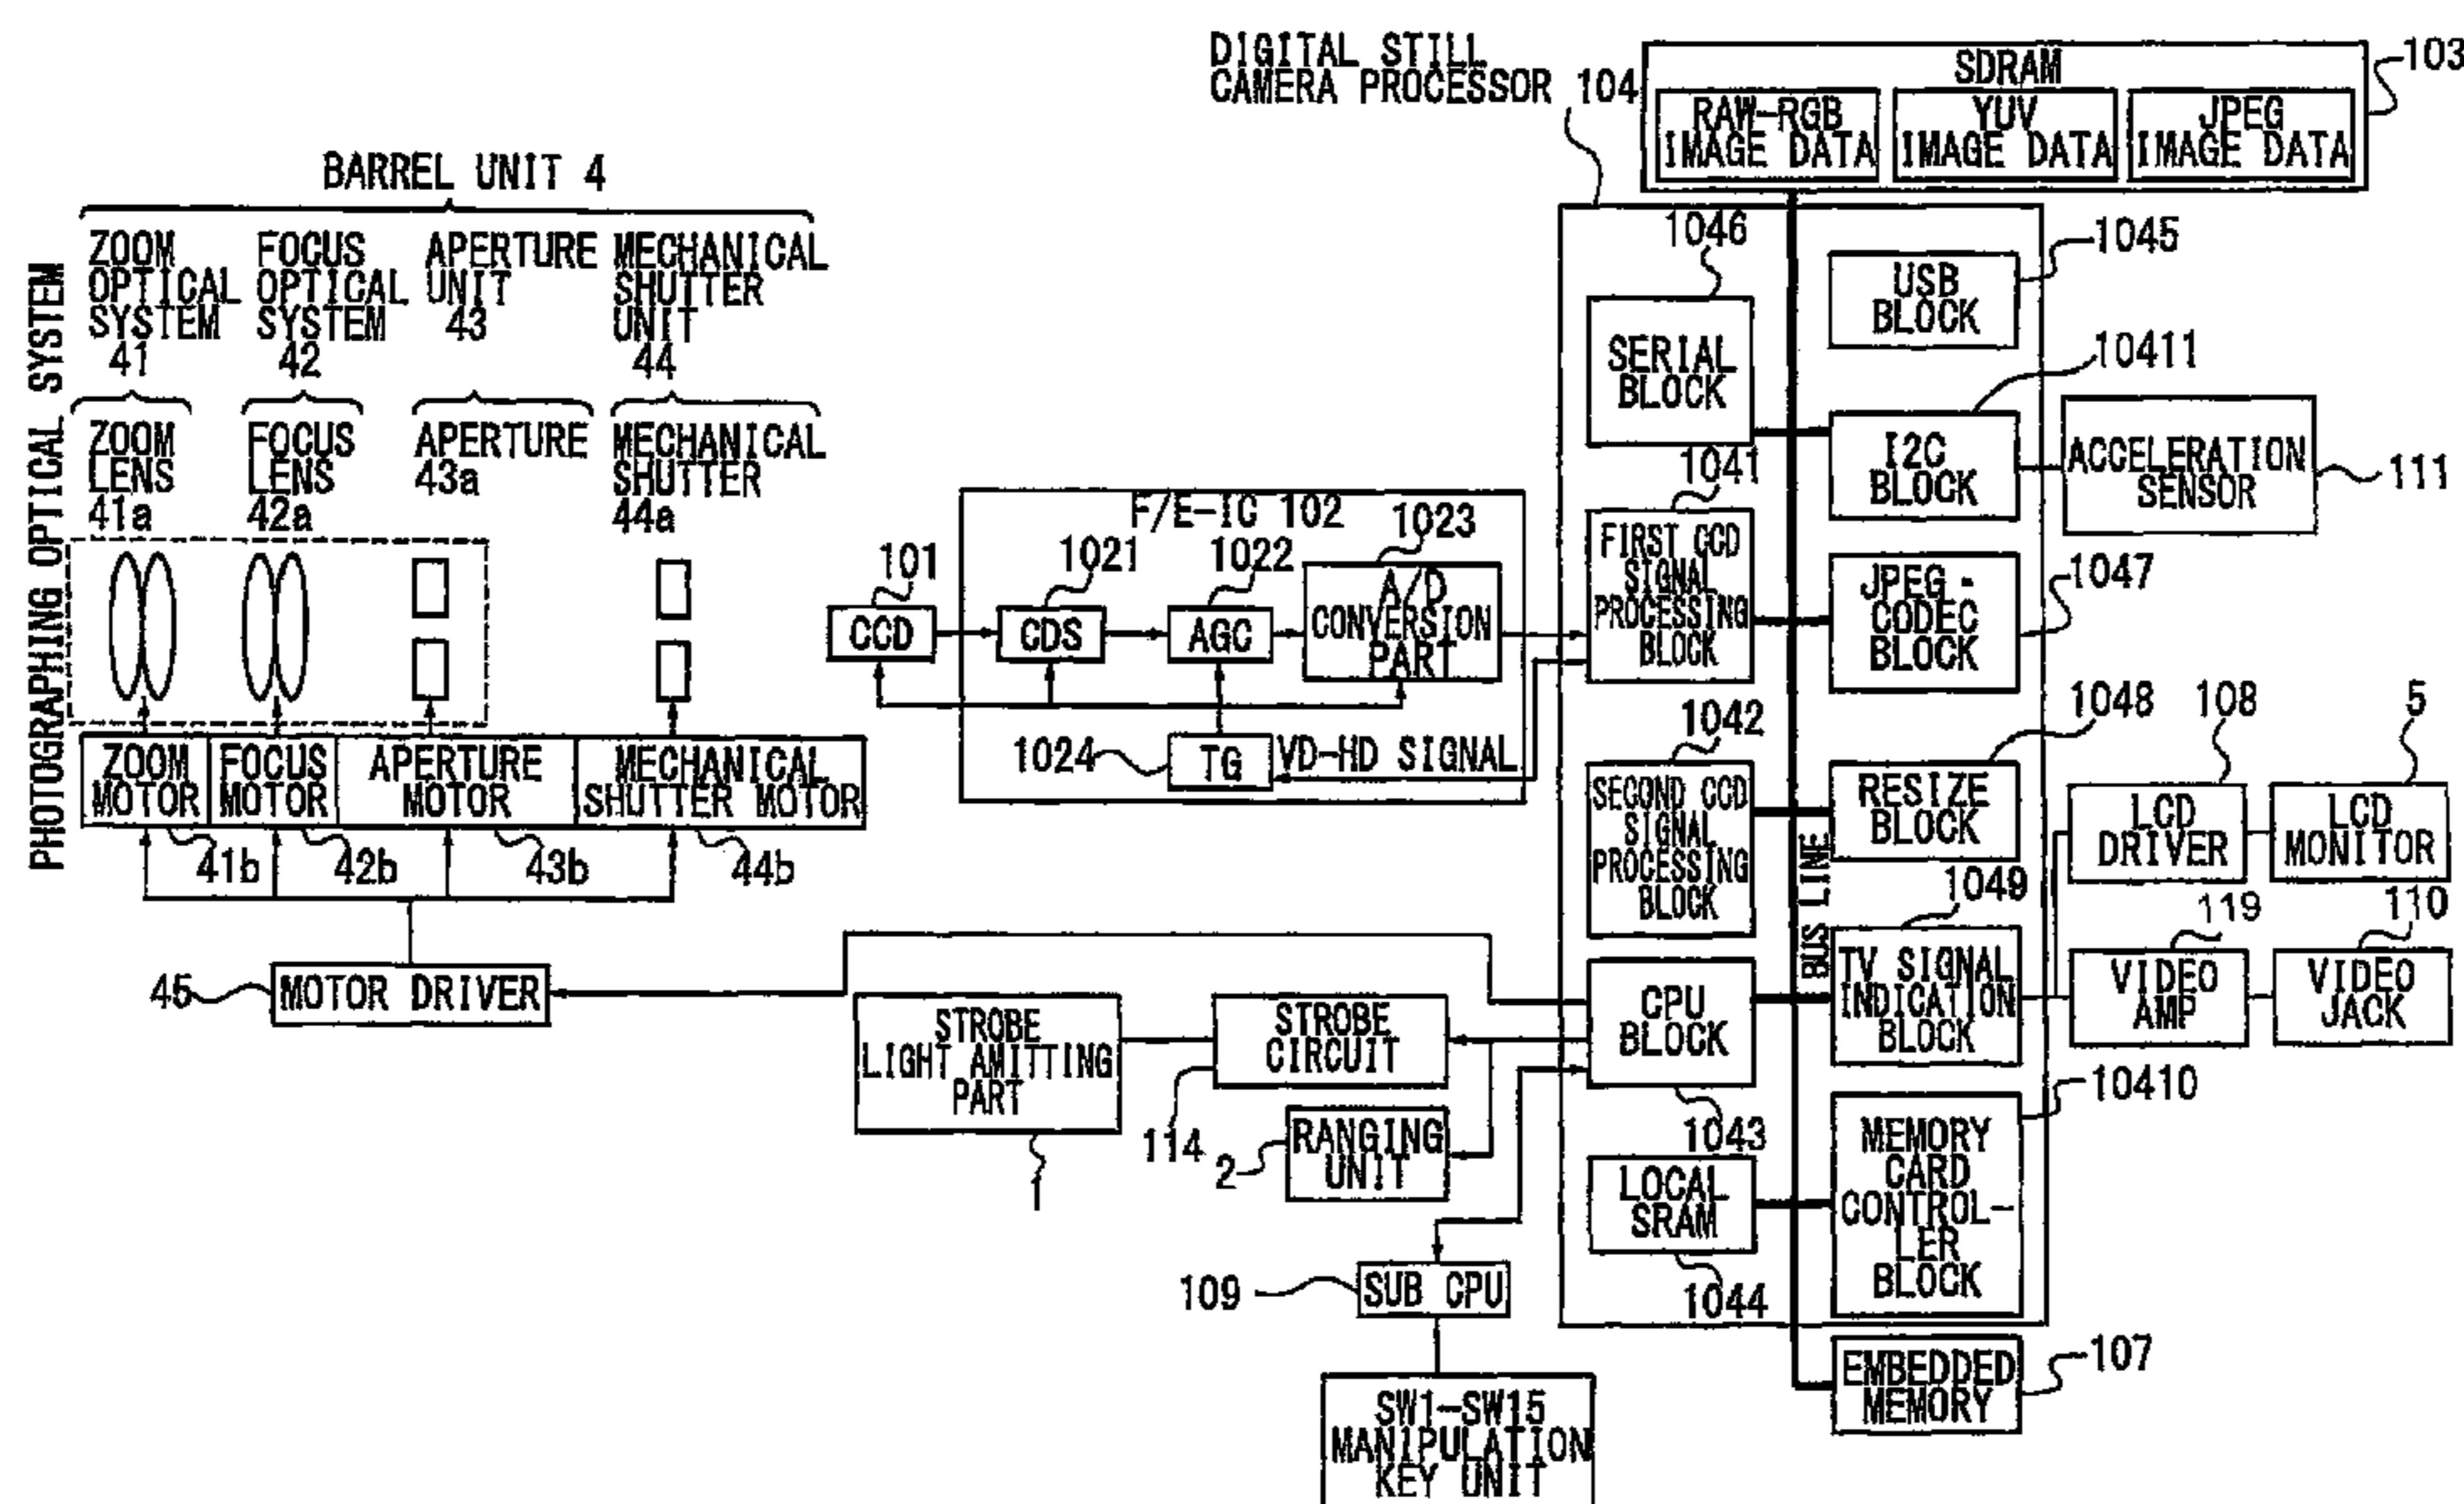 DIGITAL STILL
CAMERA PROCESSOR 104
SDRAM
103
RAW-RGB
IMAGE DATA
YUV
IMAGE DATA
JPEG
IMAGE DATA
BARREL UNIT 4
PHOTOGRAPHING OPTICAL SYSTEM
ZOOM
OPTICAL
SYSTEM
41
FOCUS
OPTICAL
SYSTEM
42
APERTURE
UNIT
43
MECHANICAL
SHUTTER
UNIT
44
ZOOM
LENS
41a
FOCUS
LENS
42a
APERTURE
43a
MECHANICAL
SHUTTER
44a
ZOOM
MOTOR
FOCUS
MOTOR
APERTURE
MOTOR
MECHANICAL
SHUTTER MOTOR
41b
42b
43b
44b
45
MOTOR DRIVER
101
CCD
F/E-IC 102
1021
CDS
1022
AGC
1023
A/D
CONVERSION
PART
1024
TG
VD-HD SIGNAL
STROBE
LIGHT AMITTING
PART
1
STROBE
CIRCUIT
114
2
RANGING
UNIT
109
SUB CPU
SW1-SW15
MANIPULATION
KEY UNIT
1046
SERIAL
BLOCK
1041
FIRST CCD
SIGNAL
PROCESSING
BLOCK
1042
SECOND CCD
SIGNAL
PROCESSING
BLOCK
CPU
BLOCK
1043
LOCAL
SRAM
1044
BUS LINE
1045
USB
BLOCK
10411
I2C
BLOCK
ACCELERATION
SENSOR
111
JPEG-
CODEC
BLOCK
1047
1048
RESIZE
BLOCK
1049
TV SIGNAL
INDICATION
BLOCK
10410
MEMORY
CARD
CONTROL-
LER
BLOCK
EMBEDDED
MEMORY
107
108
LCD
DRIVER
5
LCD
MONITOR
119
VIDEO
AMP
110
VIDEO
JACK